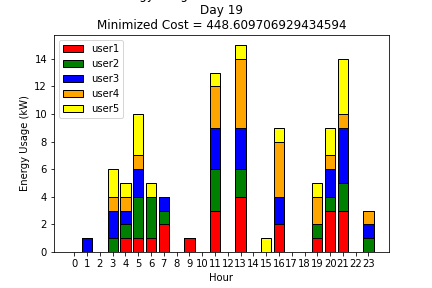 Day 19
Minimized Cost = 448.609706929434594
user1
user2
user3
user4
user5
Energy Usage (kW)
14
12
10
8
6
4
2
0
0 1 2 3 4 5 6 7 8 9 10 11 12 13 14 15 16 17 18 19 20 21 22 23
Hour